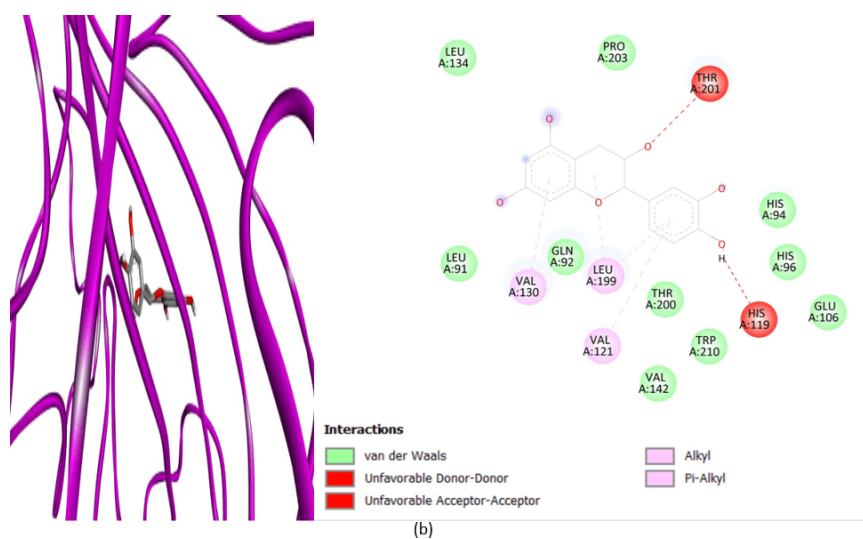 LEU
A:134
PRO
A:203
THR
A:201
O
O
O
O
O
O
H
HIS
A:94
LEU
A:91
GLN
A:92
VAL
A:130
LEU
A:199
HIS
A:96
THR
A:200
GLU
A:106
HIS
A:119
VAL
A:121
TRP
A:210
VAL
A:142
Interactions
van der Waals
Unfavorable Donor-Donor
Unfavorable Acceptor-Acceptor
Alkyl
Pi-Alkyl
(b)